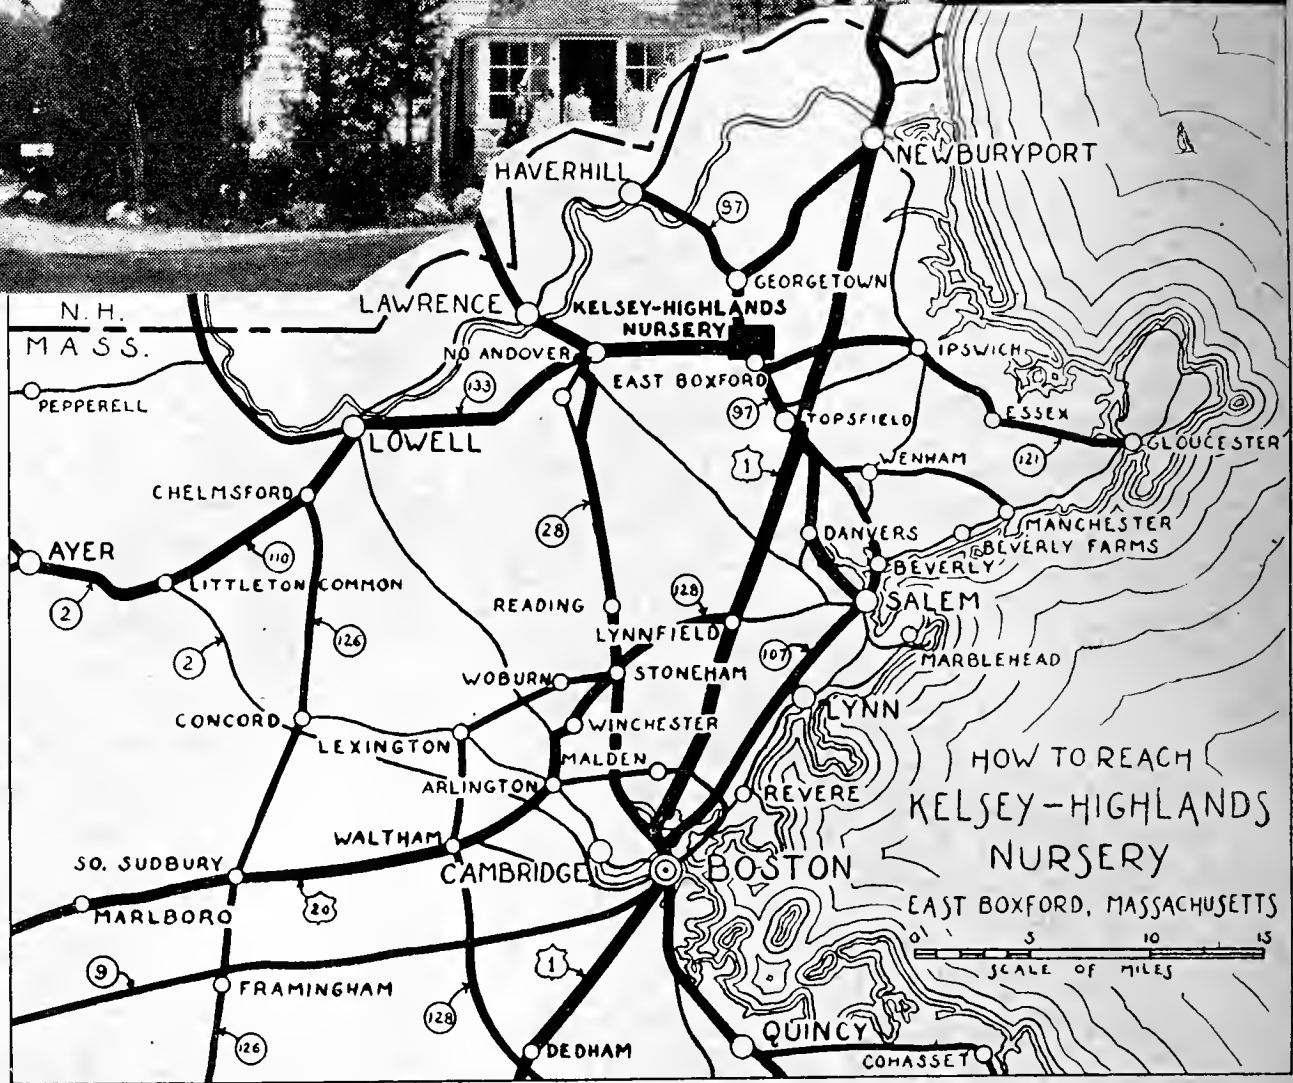 NEWBURYPORT
HAVERHILL
97
GEORGETOWN
N.H.
LAWRENCE
KELSEY-HIGHLANDS
NURSERY
MASS.
NO ANDOVER
IPSWICH
EAST BOXFORD
133
PEPPERELL
97
TOPSFIELD
ESSEX
LOWELL
1
WENHAM
121
GLOUCESTER
CHELMSFORD
28
DANVERS
MANCHESTER
BEVERLY FARMS
AYER
110
BEVERLY
2
LITTLETON COMMON
READING
128
SALEM
LYNNFIELD
126
2
107
MARBLEHEAD
WOBURN
STONEHAM
LYNN
CONCORD
WINCHESTER
LEXINGTON
MALDEN
HOW TO REACH
ARLINGTON
REVERE
KELSEY-HIGHLANDS
WALTHAM
NURSERY
SO. SUDBURY
CAMBRIDGE
BOSTON
MARLBORO
20
EAST BOXFORD, MASSACHUSETTS
0 5 10 15
SCALE OF MILES
9
1
FRAMINGHAM
128
QUINCY
126
DEDHAM
COHASSET